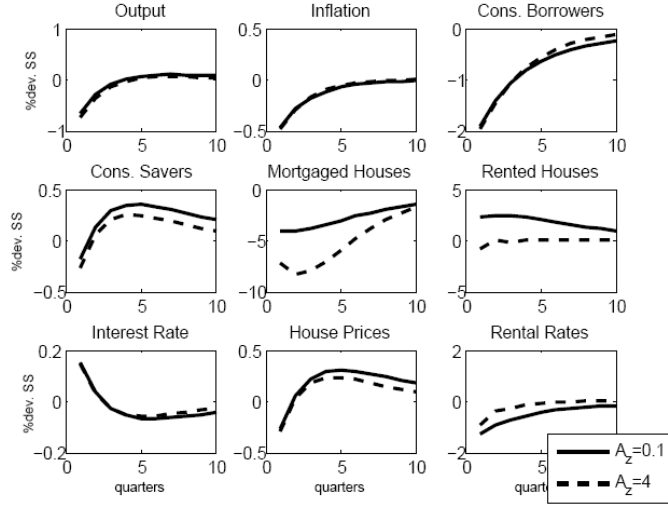 Output Inflation Cons. Borrowers
%dev. SS
1
0
−1
0 5 10
0.5
0
−0.5
0 5 10
0
−1
−2
0 5 10
Cons. Savers Mortgaged Houses Rented Houses
%dev. SS
0.5
0
−0.5
0 5 10
0
−5
−10
0 5 10
5
0
−5
0 5 10
Interest Rate House Prices Rental Rates
%dev. SS
0.2
0
−0.2
0 5 10
quarters
0.5
0
−0.5
0 5 10
quarters
2
0
−2
0
A_z=0.1
A_z=4